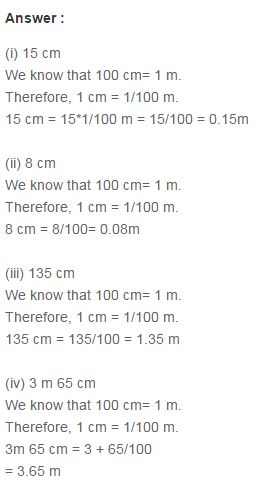 Answer :
(i) 15 cm
We know that 100 cm= 1 m.
Therefore, 1 cm = 1/100 m.
15 cm = 15*1/100 m = 15/100 = 0.15m
(ii) 8 cm
We know that 100 cm= 1 m.
Therefore, 1 cm = 1/100 m.
8 cm = 8/100= 0.08m
(iii) 135 cm
We know that 100 cm= 1 m.
Therefore, 1 cm = 1/100 m.
135 cm = 135/100 = 1.35 m
(iv) 3 m 65 cm
We know that 100 cm= 1 m.
Therefore, 1 cm = 1/100 m.
3m 65 cm = 3 + 65/100
= 3.65 m